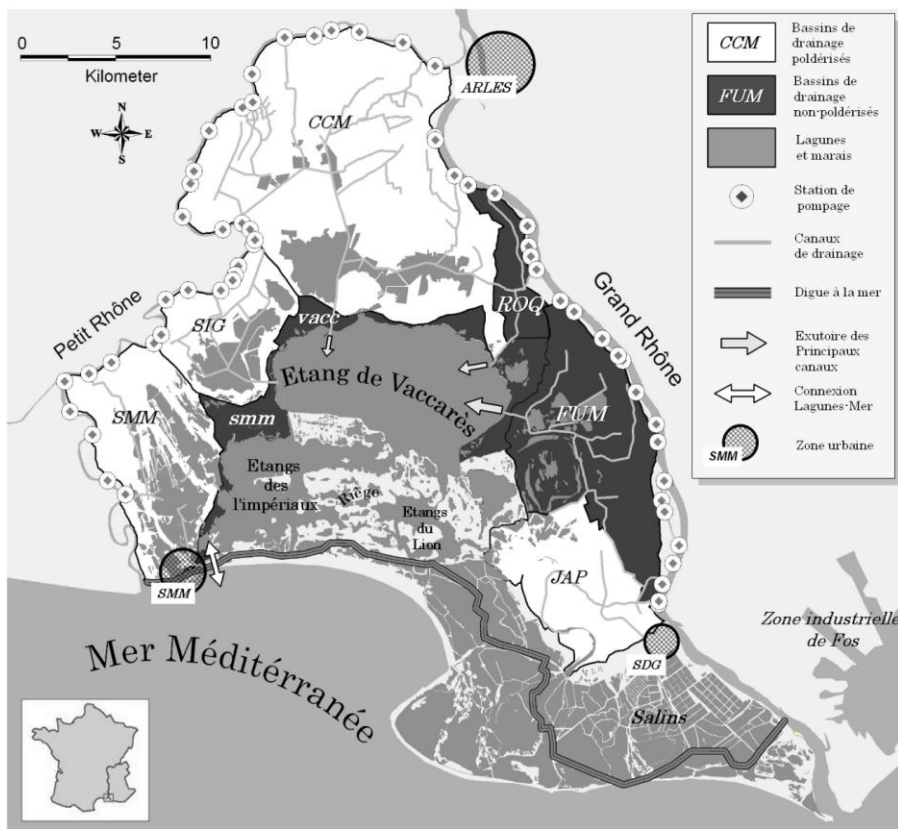 0 5 10
Kilometer
N
W E
S
ARLES
CCM
Petit Rhône
SIG
vacc
ROQ
Grand Rhône
Etang de Vaccarès
SMM
smm
FUM
Etangs
des
l'impériaux
Riège
Etangs
du
Lion
SMM
JAP
SDG
Salins
Mer Méditérranée
Zone industrielle
de Fos
CCM
Bassins de
drainage
poldérisés
FUM
Bassins de
drainage
non-poldérisés
Lagunes
et marais
Station de
pompage
Canaux
de drainage
Digue à la mer
Exutoire des
Principaux
canaux
Connexion
Lagunes-Mer
SMM
Zone urbaine